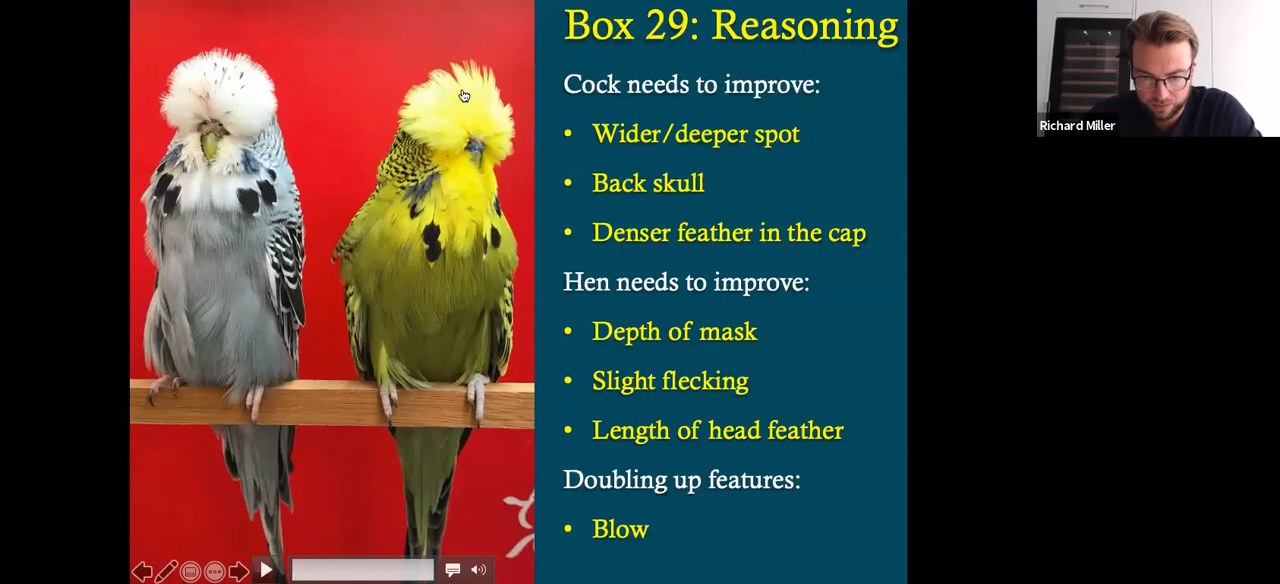 Box 29: Reasoning
Cock needs to improve:
• Wider/deeper spot
• Back skull
• Denser feather in the cap
Hen needs to improve:
• Depth of mask
• Slight flecking
• Length of head feather
Doubling up features:
• Blow
Richard Miller